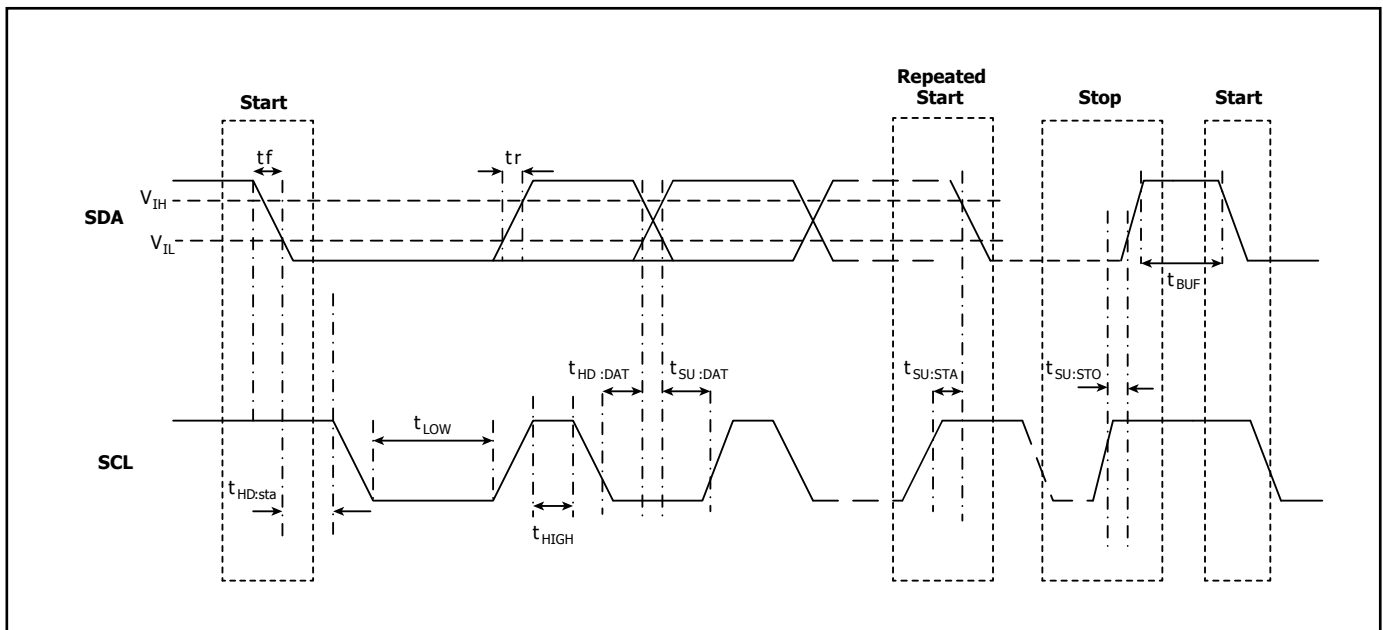 Repeated
Start
Start
Stop
Start
tf
tr
VIH
SDA
VIL
tBUF
tHD :DAT
tSU :DAT
tSU:STA
tSU:STO
tLOW
SCL
tHD:sta
tHIGH